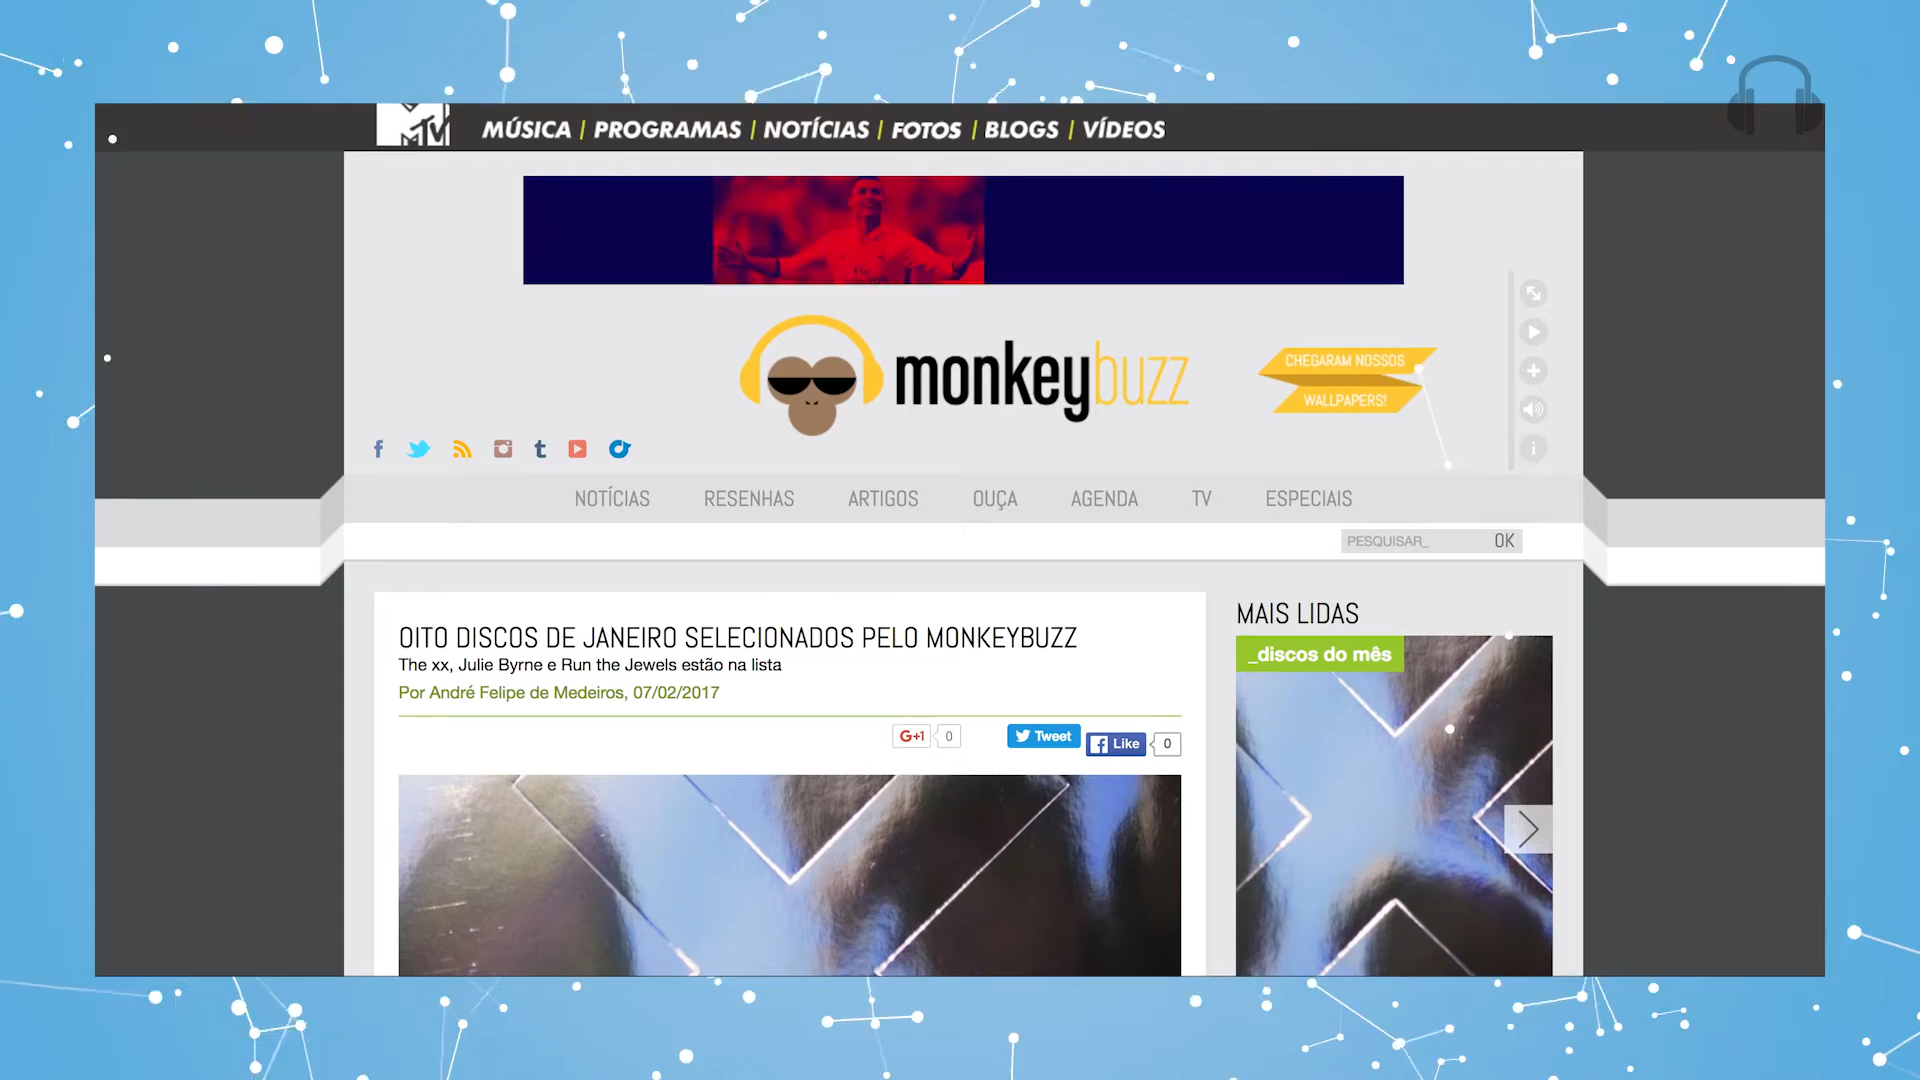 MTV
MÚSICA / PROGRAMAS / NOTÍCIAS / FOTOS / BLOGS / VÍDEOS
monkeybuzz
CHEGARAM NOSSOS
WALLPAPERS!
NOTÍCIAS RESENHAS ARTIGOS OUÇA AGENDA TV ESPECIAIS
PESQUISAR_ OK
OITO DISCOS DE JANEIRO SELECIONADOS PELO MONKEYBUZZ
The xx, Julie Byrne e Run the Jewels estão na lista
Por André Felipe de Medeiros, 07/02/2017
G+1 0 Tweet Like 0
MAIS LIDAS
_discos do mês